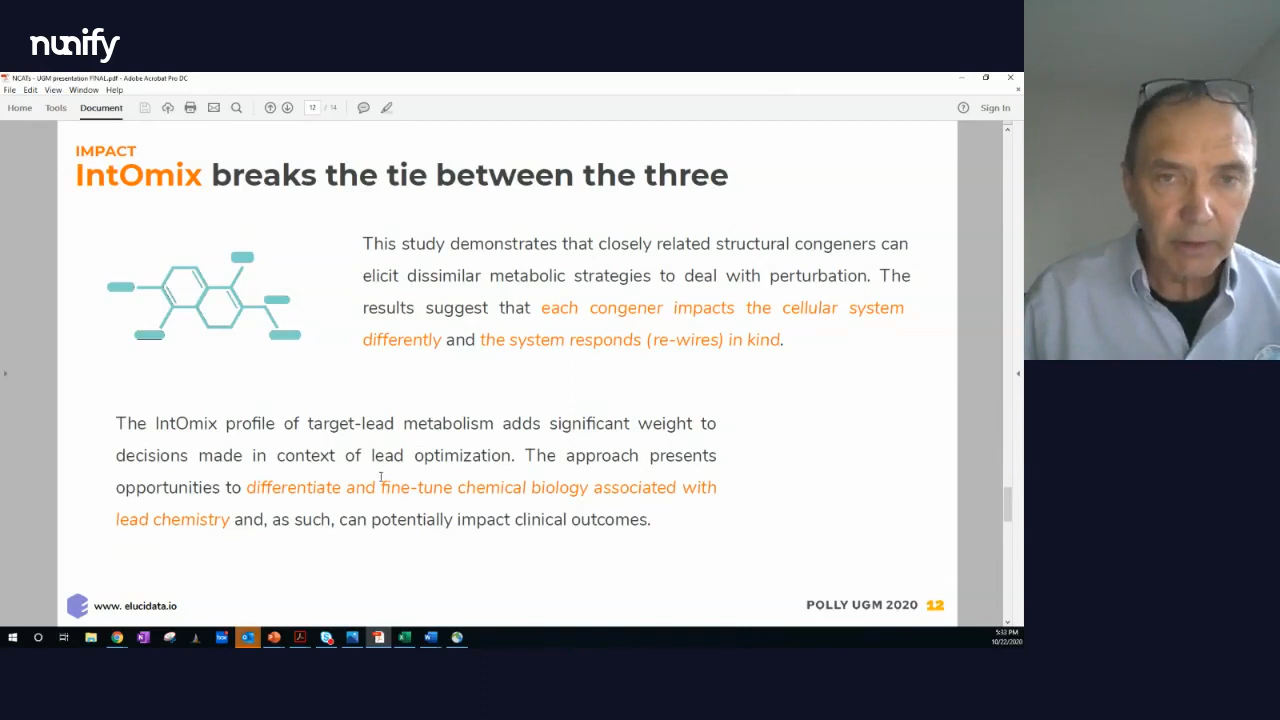 nunify
NCATs - UGM presentation FINAL.pdf - Adobe Acrobat Pro DC
File Edit View Window Help
Home Tools Document 12 / 14 Sign In
IMPACT
IntOmix breaks the tie between the three
This study demonstrates that closely related structural congeners can
elicit dissimilar metabolic strategies to deal with perturbation. The
results suggest that each congener impacts the cellular system
differently and the system responds (re-wires) in kind.
The IntOmix profile of target-lead metabolism adds significant weight to
decisions made in context of lead optimization. The approach presents
opportunities to differentiate and fine-tune chemical biology associated with
lead chemistry and, as such, can potentially impact clinical outcomes.
www. elucidata.io
POLLY UGM 2020 12
5:33 PM
10/22/2020